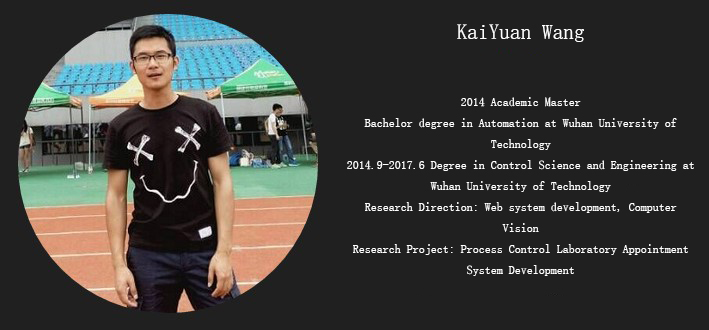 KaiYuan Wang
2014 Academic Master
Bachelor degree in Automation at Wuhan University of
Technology
2014.9-2017.6 Degree in Control Science and Engineering at
Wuhan University of Technology
Research Direction: Web system development, Computer
Vision
Research Project: Process Control Laboratory Appointment
System Development